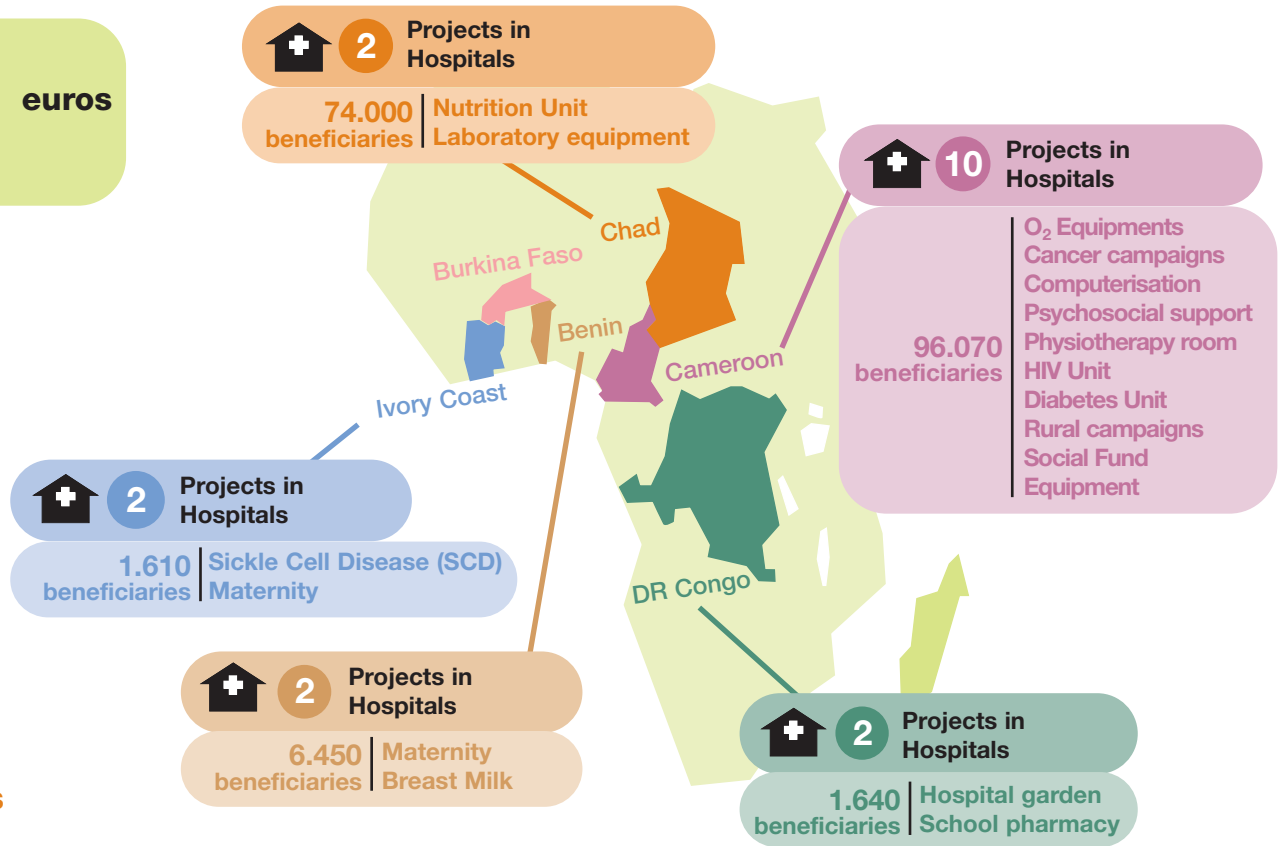 euros
2
Projects in
Hospitals
74.000
beneficiaries
Nutrition Unit
Laboratory equipment
10
Projects in
Hospitals
96.070
beneficiaries
O₂ Equipments
Cancer campaigns
Computerisation
Psychosocial support
Physiotherapy room
HIV Unit
Diabetes Unit
Rural campaigns
Social Fund
Equipment
Chad
Burkina Faso
Benin
Cameroon
Ivory Coast
DR Congo
2
Projects in
Hospitals
1.610
beneficiaries
Sickle Cell Disease (SCD)
Maternity
2
Projects in
Hospitals
6.450
beneficiaries
Maternity
Breast Milk
2
Projects in
Hospitals
1.640
beneficiaries
Hospital garden
School pharmacy
s